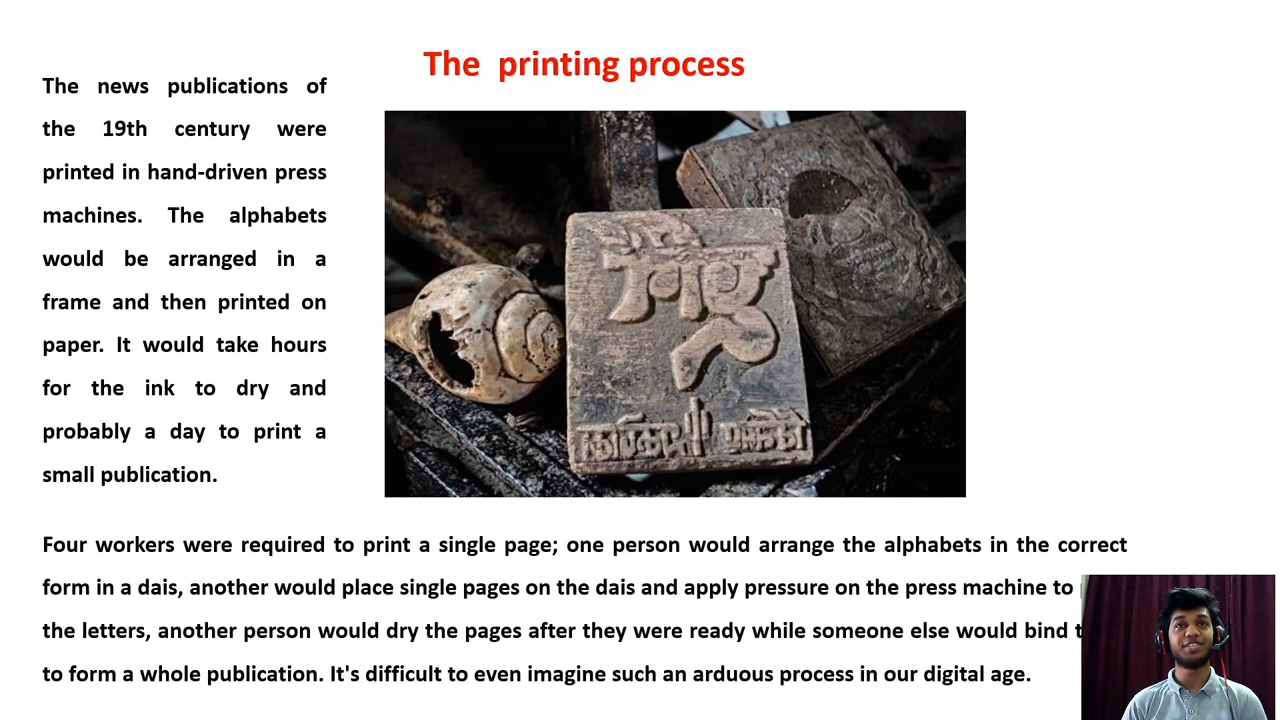 The printing process
The news publications of
the 19th century were
printed in hand-driven press
machines. The alphabets
would be arranged in a
frame and then printed on
paper. It would take hours
for the ink to dry and
probably a day to print a
small publication.
Four workers were required to print a single page; one person would arrange the alphabets in the correct
form in a dais, another would place single pages on the dais and apply pressure on the press machine to
the letters, another person would dry the pages after they were ready while someone else would bind
to form a whole publication. It's difficult to even imagine such an arduous process in our digital age.